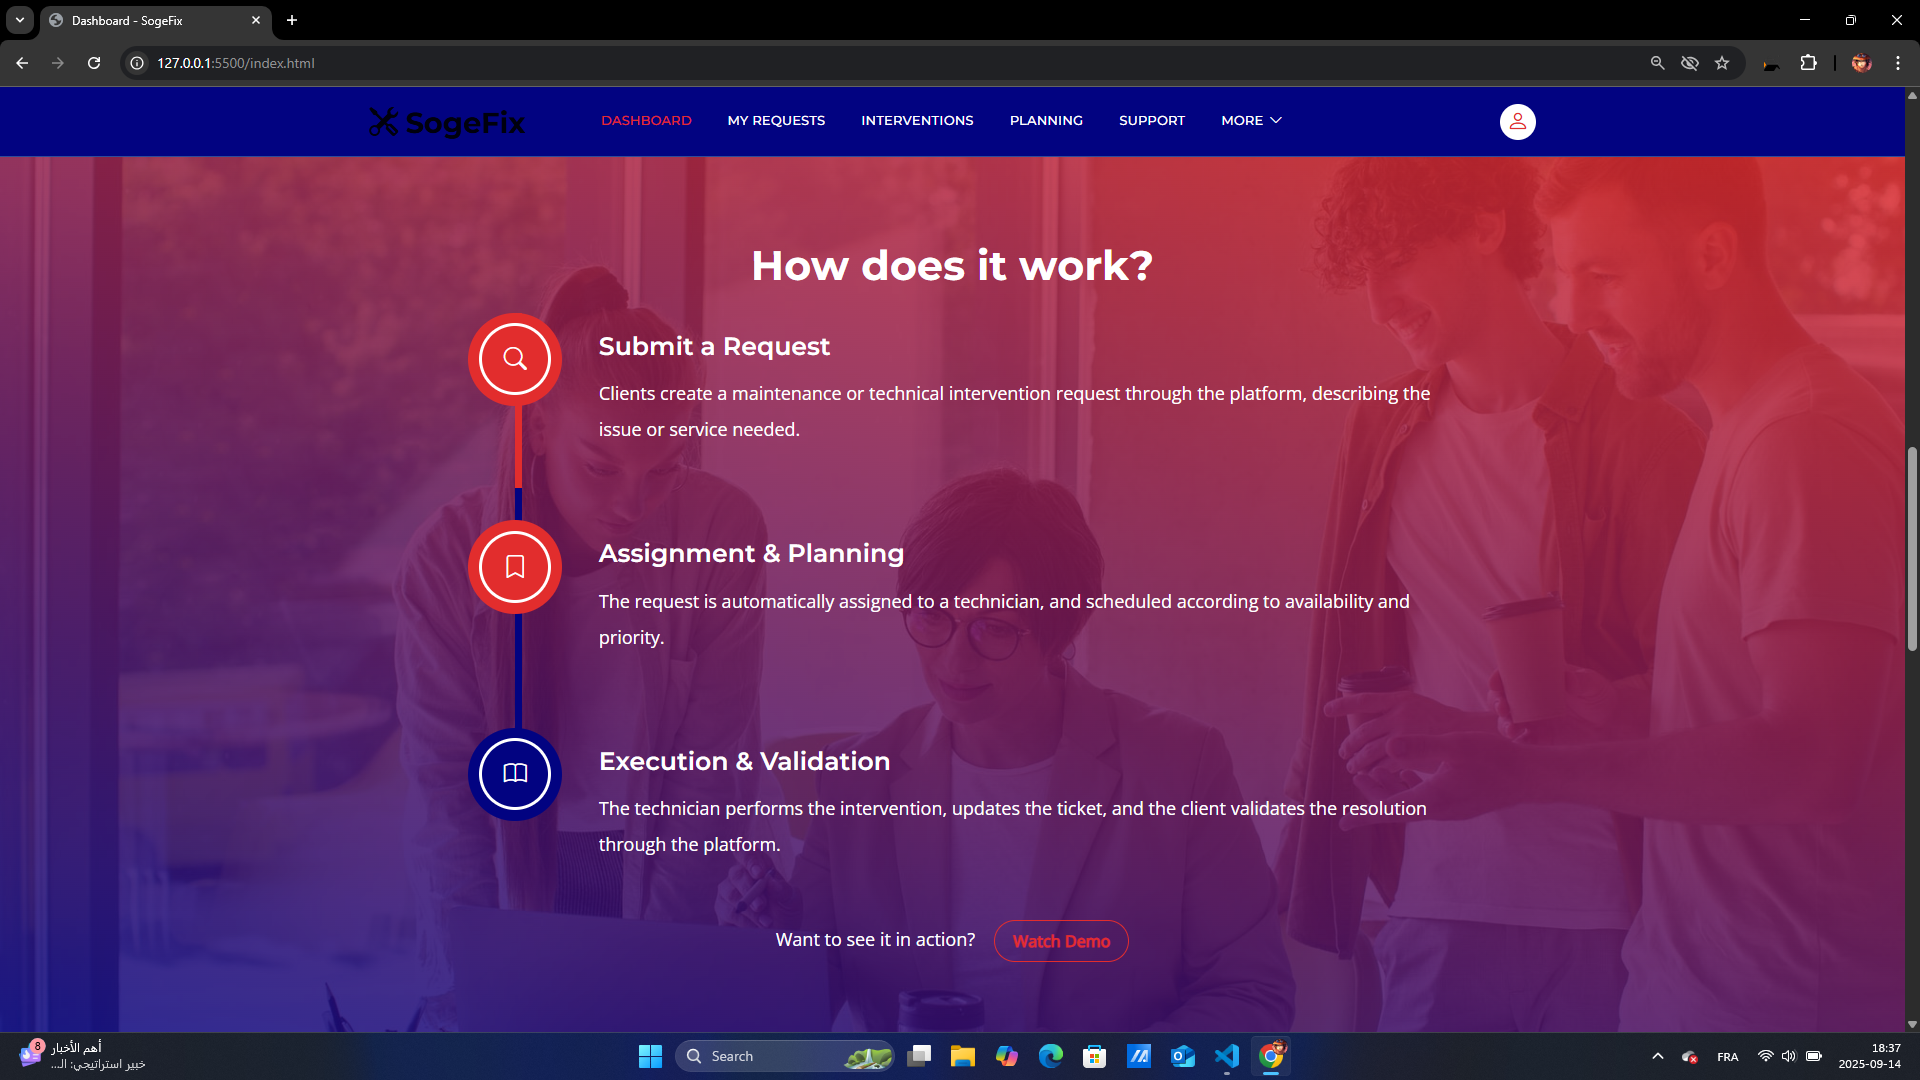 Dashboard - SogeFix
127.0.0.1:5500/index.html
SogeFix
DASHBOARD
MY REQUESTS
INTERVENTIONS
PLANNING
SUPPORT
MORE
How does it work?
Submit a Request
Clients create a maintenance or technical intervention request through the platform, describing the
issue or service needed.
Assignment & Planning
The request is automatically assigned to a technician, and scheduled according to availability and
priority.
Execution & Validation
The technician performs the intervention, updates the ticket, and the client validates the resolution
through the platform.
Want to see it in action?
Watch Demo
8
أهم الأخبار
خبير استراتيجي: الـ...
Search
FRA
18:37
2025-09-14